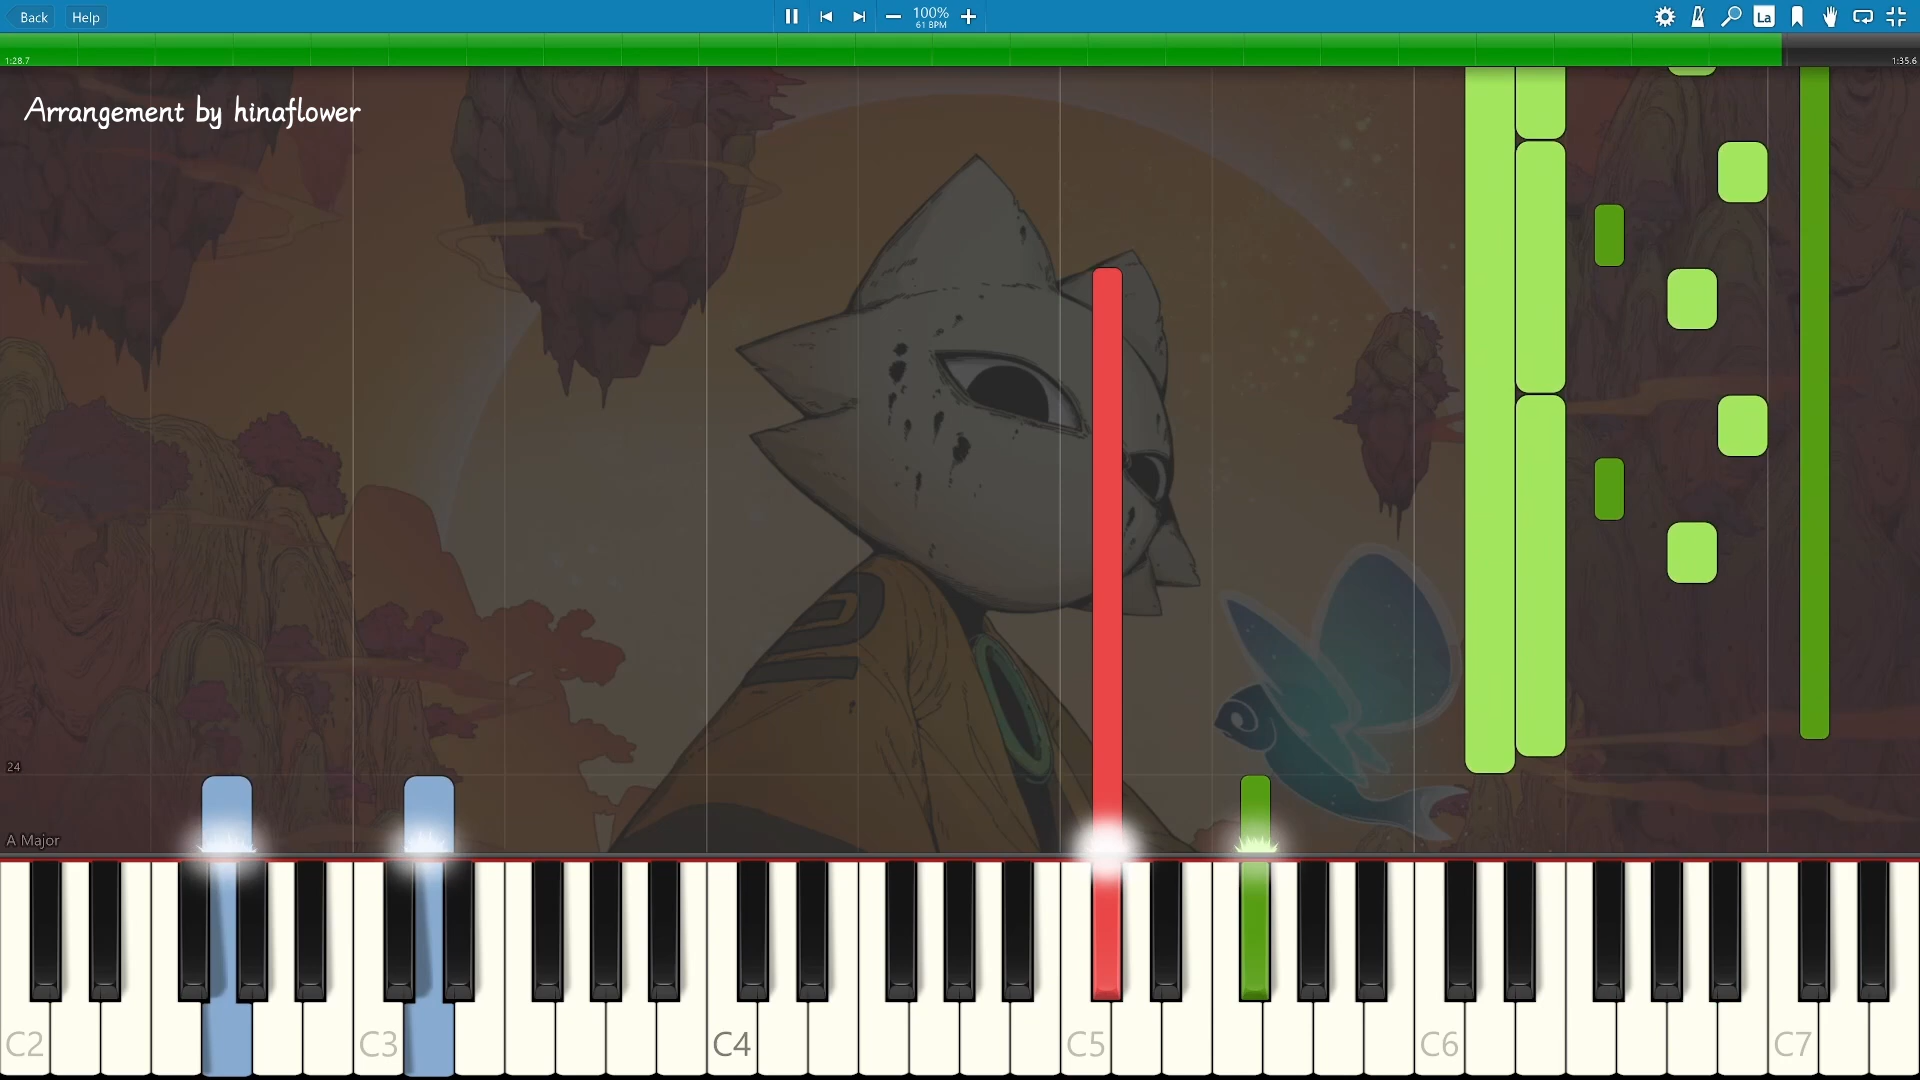 Back Help 100% La
61 BPM
1:28.7 1:35.6
Arrangement by hinaflower
24
A Major
C2 C3 C4 C5 C6 C7